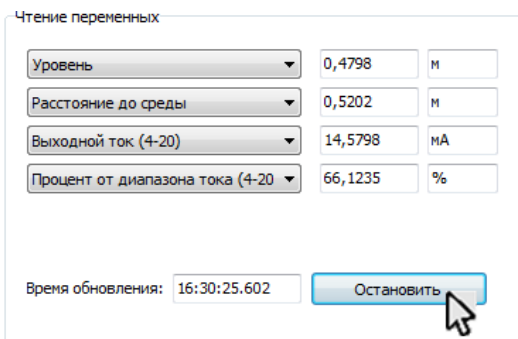 Чтение переменных
Уровень 0,4798 м
Расстояние до среды 0,5202 м
Выходной ток (4-20) 14,5798 мА
Процент от диапазона тока (4-20 66,1235 %
Время обновления: 16:30:25.602 Остановить